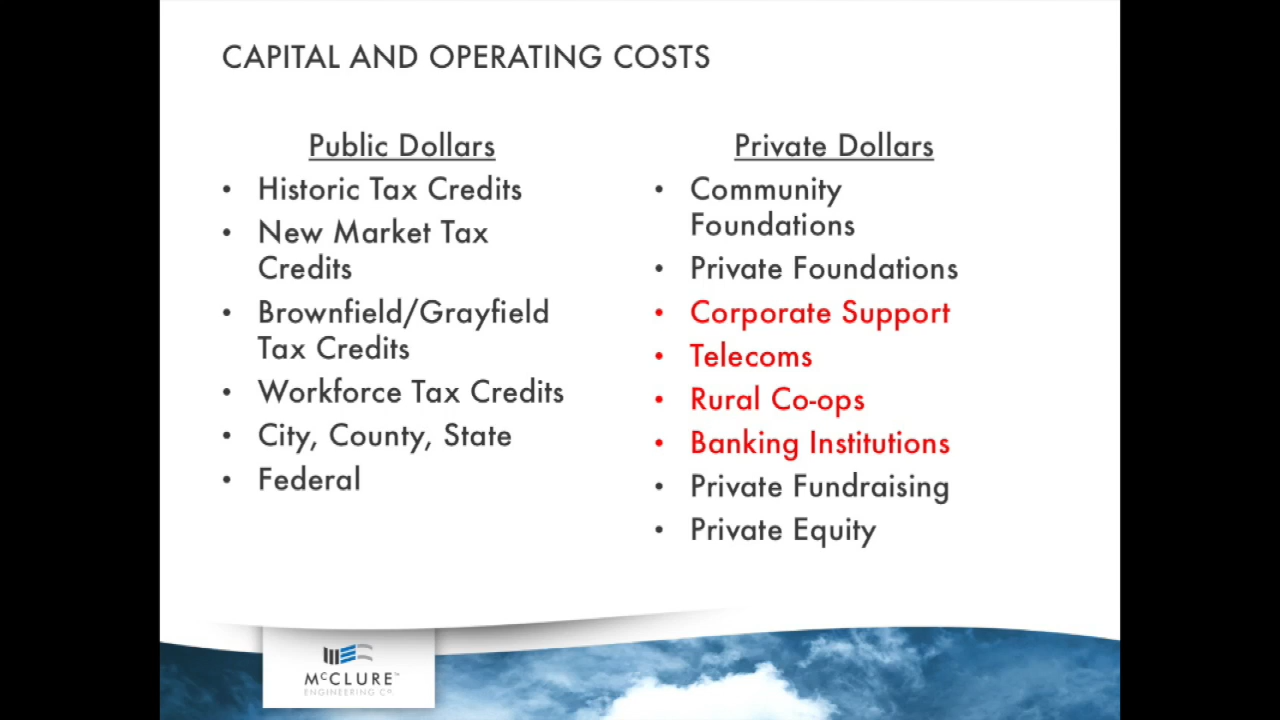 CAPITAL AND OPERATING COSTS
Public Dollars
• Historic Tax Credits
• New Market Tax
Credits
• Brownfield/Grayfield
Tax Credits
• Workforce Tax Credits
• City, County, State
• Federal
Private Dollars
• Community
Foundations
• Private Foundations
• Corporate Support
• Telecoms
• Rural Co-ops
• Banking Institutions
• Private Fundraising
• Private Equity
McCLURE™
ENGINEERING CO.